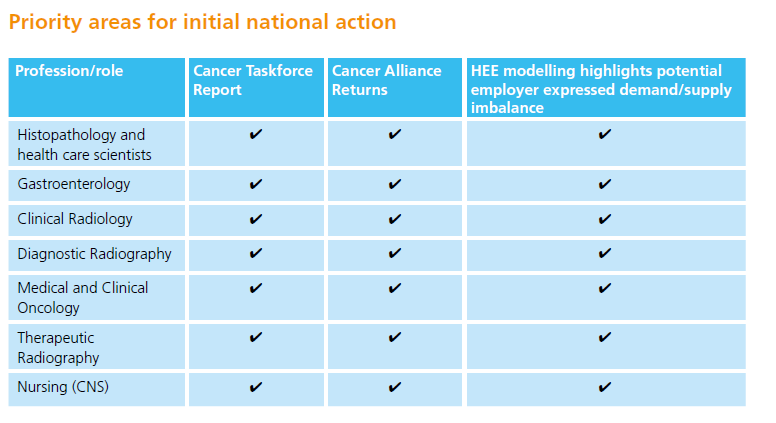 Priority areas for initial national action
Profession/role
Cancer Taskforce
Report
Cancer Alliance
Returns
HEE modelling highlights potential
employer expressed demand/supply
imbalance
Histopathology and
health care scientists
✔ ✔ ✔
Gastroenterology ✔ ✔ ✔
Clinical Radiology ✔ ✔ ✔
Diagnostic Radiography ✔ ✔ ✔
Medical and Clinical
Oncology
✔ ✔ ✔
Therapeutic
Radiography
✔ ✔ ✔
Nursing (CNS) ✔ ✔ ✔